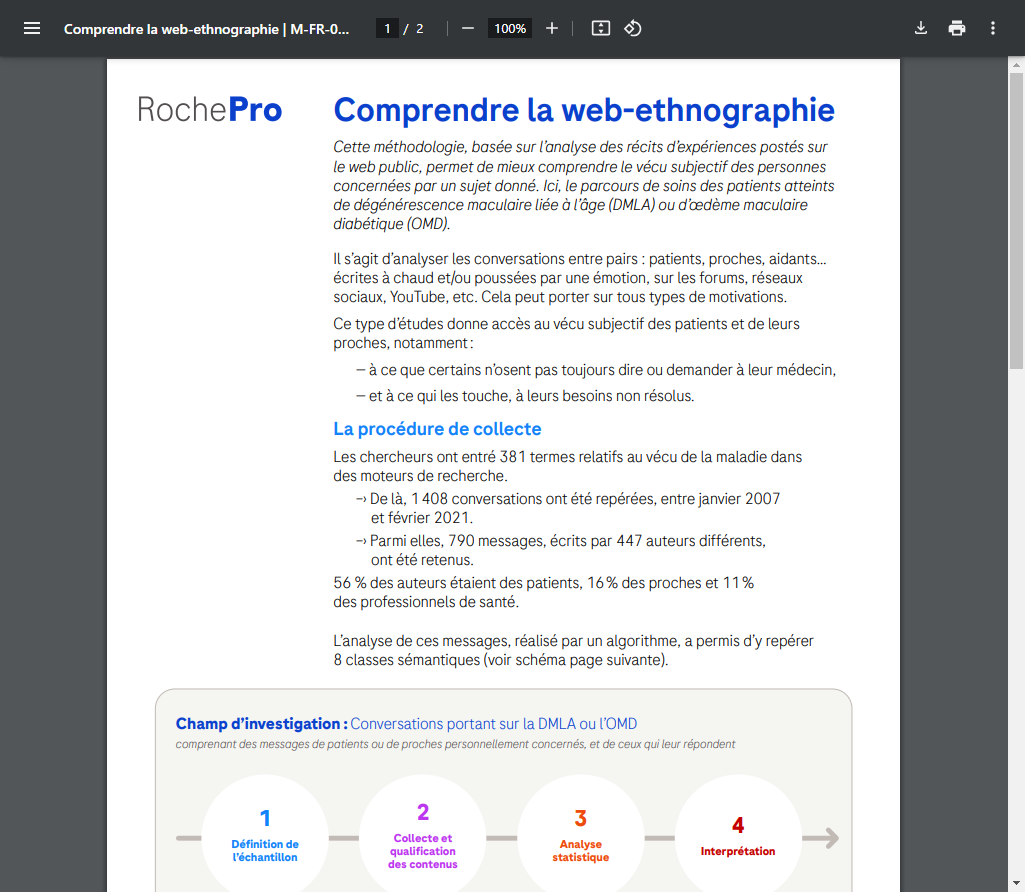 Comprendre la web-ethnographie | M-FR-0...
1 / 2
100%
RochePro
Comprendre la web-ethnographie
Cette méthodologie, basée sur l'analyse des récits d'expériences postés sur
le web public, permet de mieux comprendre le vécu subjectif des personnes
concernées par un sujet donné. Ici, le parcours de soins des patients atteints
de dégénérescence maculaire liée à l'âge (DMLA) ou d'œdème maculaire
diabétique (OMD).
Il s'agit d'analyser les conversations entre pairs : patients, proches, aidants...
écrites à chaud et/ou poussées par une émotion, sur les forums, réseaux
sociaux, YouTube, etc. Cela peut porter sur tous types de motivations.
Ce type d'études donne accès au vécu subjectif des patients et de leurs
proches, notamment :
– à ce que certains n'osent pas toujours dire ou demander à leur médecin,
– et à ce qui les touche, à leurs besoins non résolus.
La procédure de collecte
Les chercheurs ont entré 381 termes relatifs au vécu de la maladie dans
des moteurs de recherche.
→ De là, 1 408 conversations ont été repérées, entre janvier 2007
et février 2021.
→ Parmi elles, 790 messages, écrits par 447 auteurs différents,
ont été retenus.
56 % des auteurs étaient des patients, 16 % des proches et 11 %
des professionnels de santé.
L'analyse de ces messages, réalisé par un algorithme, a permis d'y repérer
8 classes sémantiques (voir schéma page suivante).
Champ d'investigation : Conversations portant sur la DMLA ou l'OMD
comprenant des messages de patients ou de proches personnellement concernés, et de ceux qui leur répondent
1
Définition de
l'échantillon
2
Collecte et
qualification
des contenus
3
Analyse
statistique
4
Interprétation